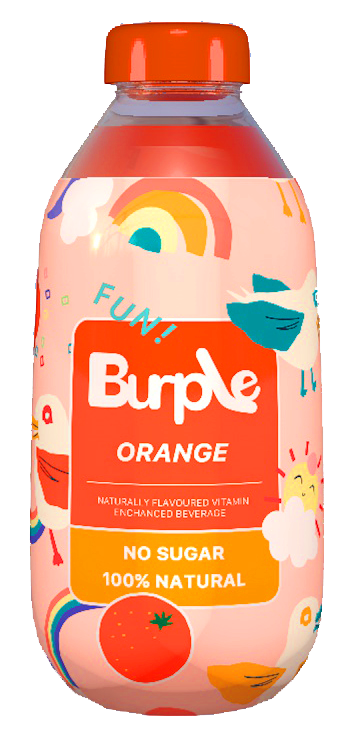 FUN!
Burple
ORANGE
NATURALLY FLAVOURED VITAMIN
ENCHANCED BEVERAGE
NO SUGAR
100% NATURAL